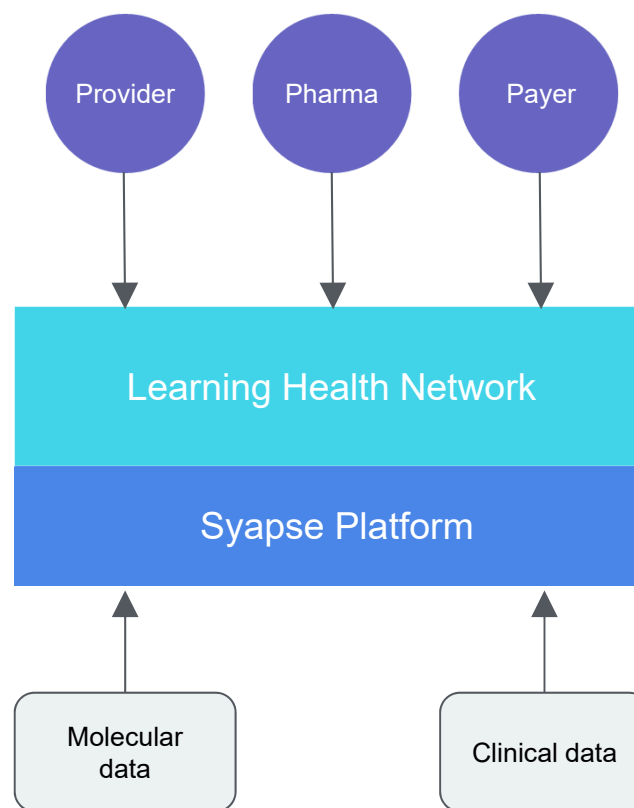 Provider
Pharma
Payer
Learning Health Network
Syapse Platform
Molecular
data
Clinical data